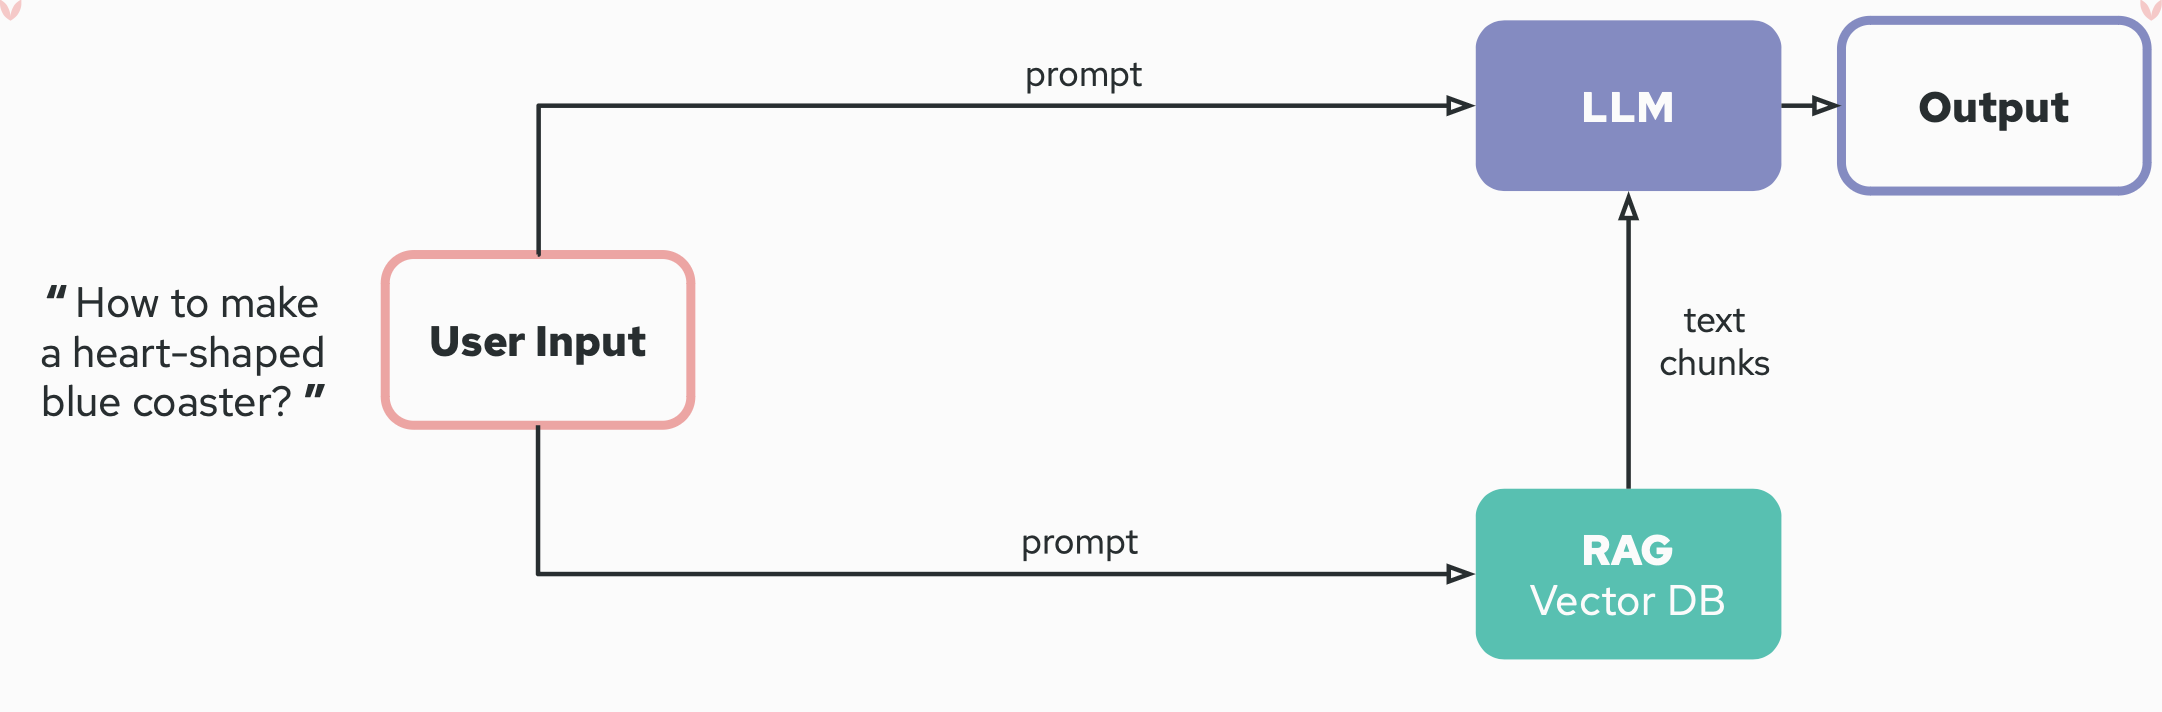 prompt
LLM
Output
“ How to make
a heart-shaped
blue coaster? ”
User Input
text
chunks
prompt
RAG
Vector DB